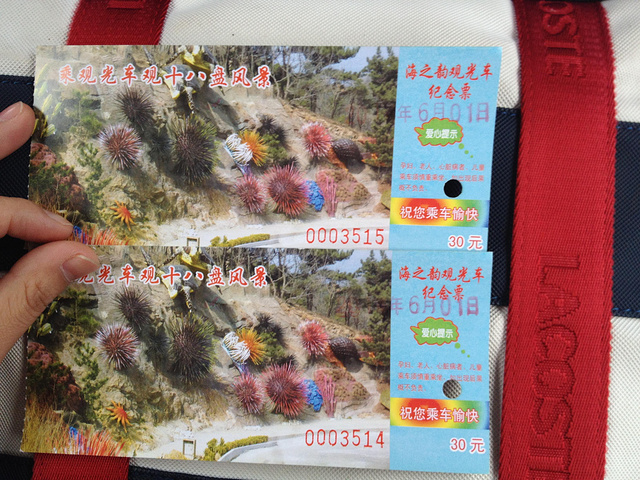 乘观光车观十八盘风景
海之韵观光车
纪念票
年6月01日
爱心提示
祝您乘车愉快
0003515
30元
观光车观十八盘风景
海之韵观光车
纪念票
年6月01日
爱心提示
祝您乘车愉快
0003514
30元
LACOSTE
LACOSTE